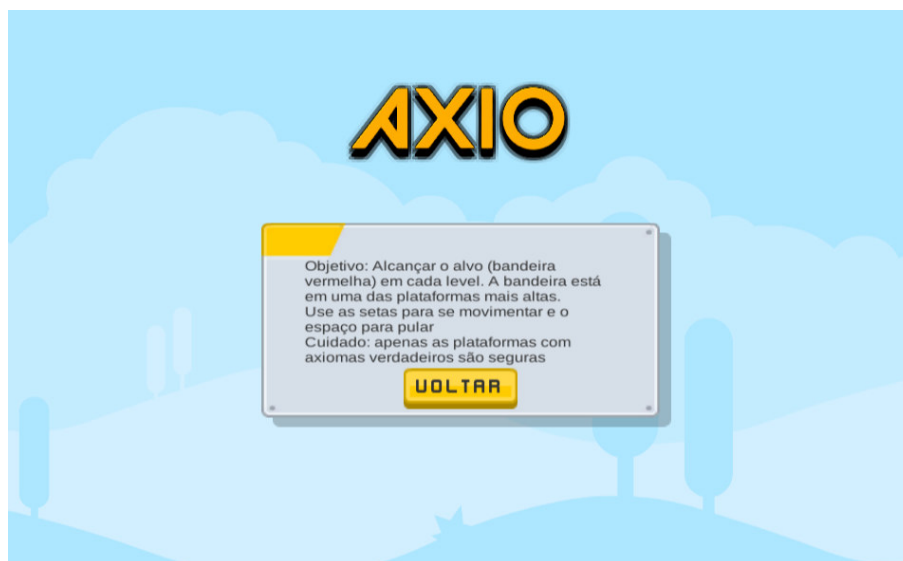 AXIO
Objetivo: Alcançar o alvo (bandeira
vermelha) em cada level. A bandeira está
em uma das plataformas mais altas.
Use as setas para se movimentar e o
espaço para pular
Cuidado: apenas as plataformas com
axiomas verdadeiros são seguras
VOLTAR